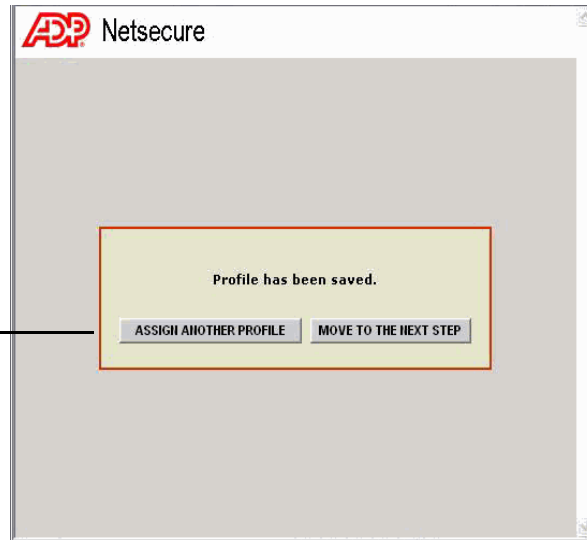 ADP Netsecure
Profile has been saved.
ASSIGN ANOTHER PROFILE MOVE TO THE NEXT STEP